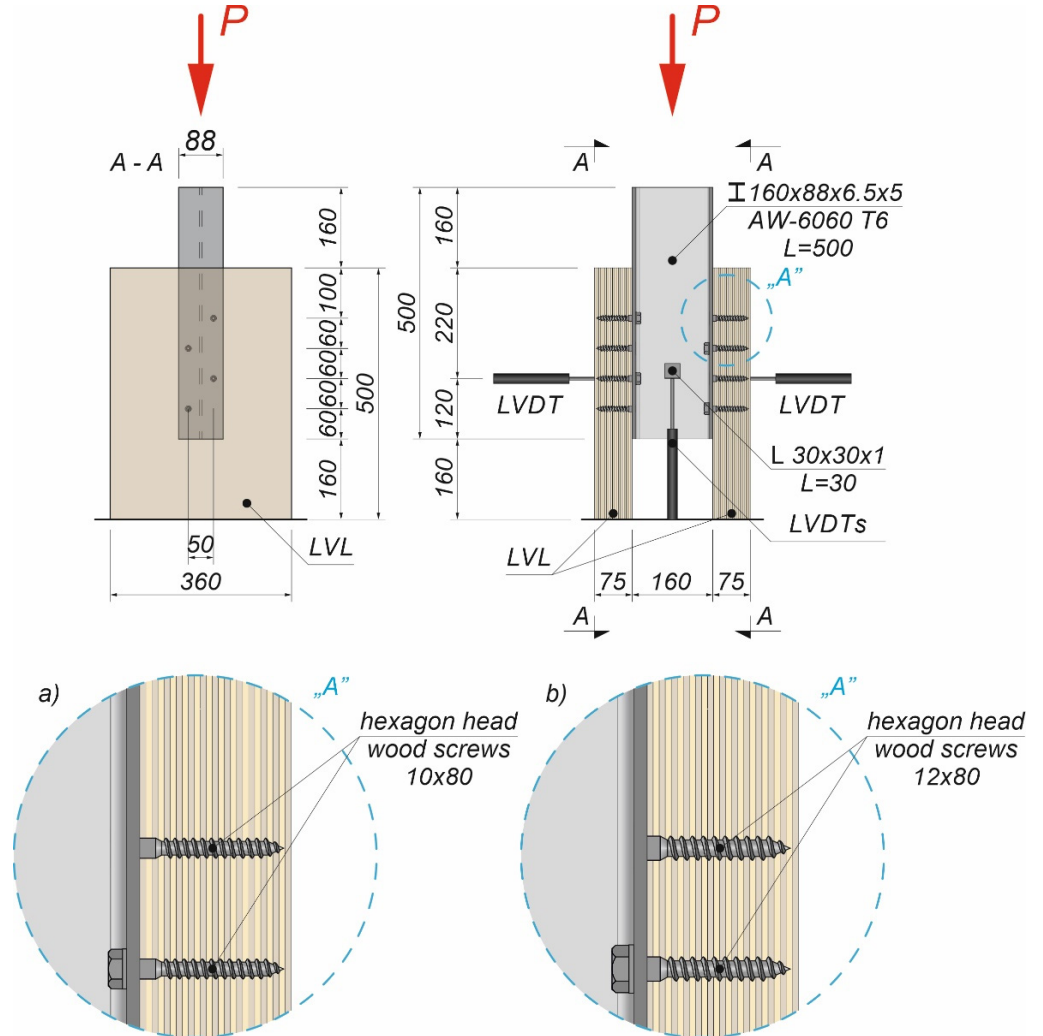 P
P
A - A
88
A
A
160
100
60
60
60
60
160
500
50
360
LVL
500
160
220
120
160
I 160x88x6.5x5
AW-6060 T6
L=500
„A”
LVDT
LVDT
L 30x30x1
L=30
LVDTs
LVL
75
160
75
A
A
a)
„A”
hexagon head
wood screws
10x80
b)
„A”
hexagon head
wood screws
12x80